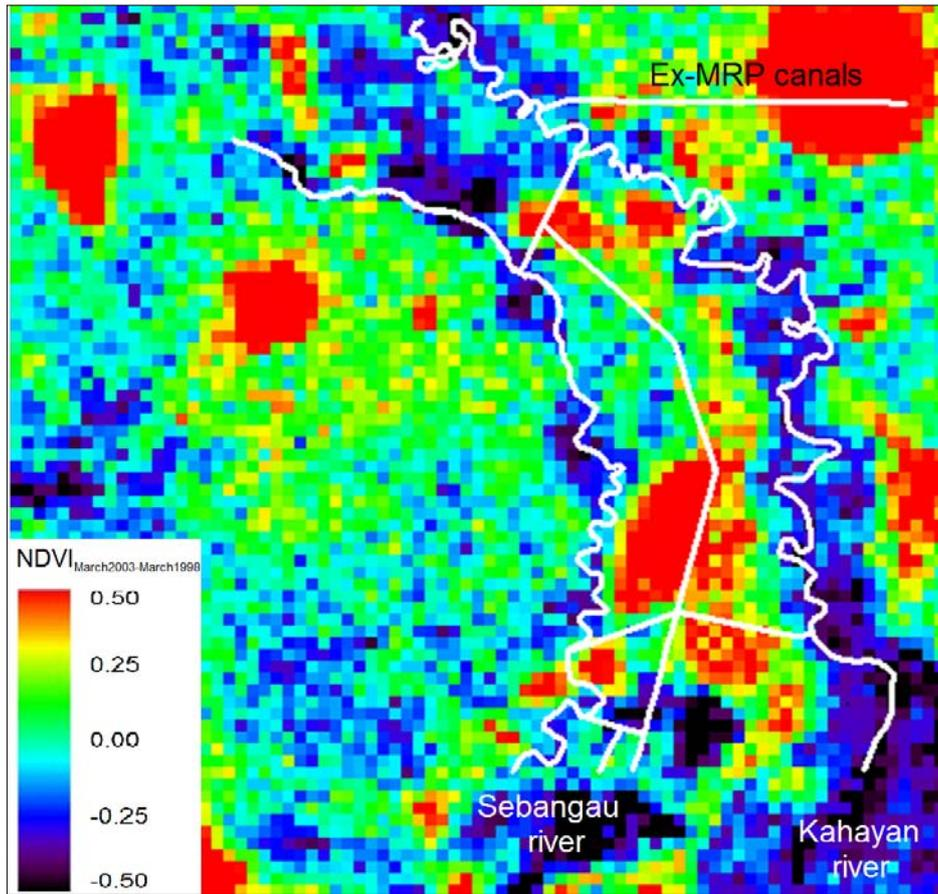 Ex-MRP canals
NDVI March2003-March1998
0.50
0.25
0.00
-0.25
-0.50
Sebangau
river
Kahayan
river